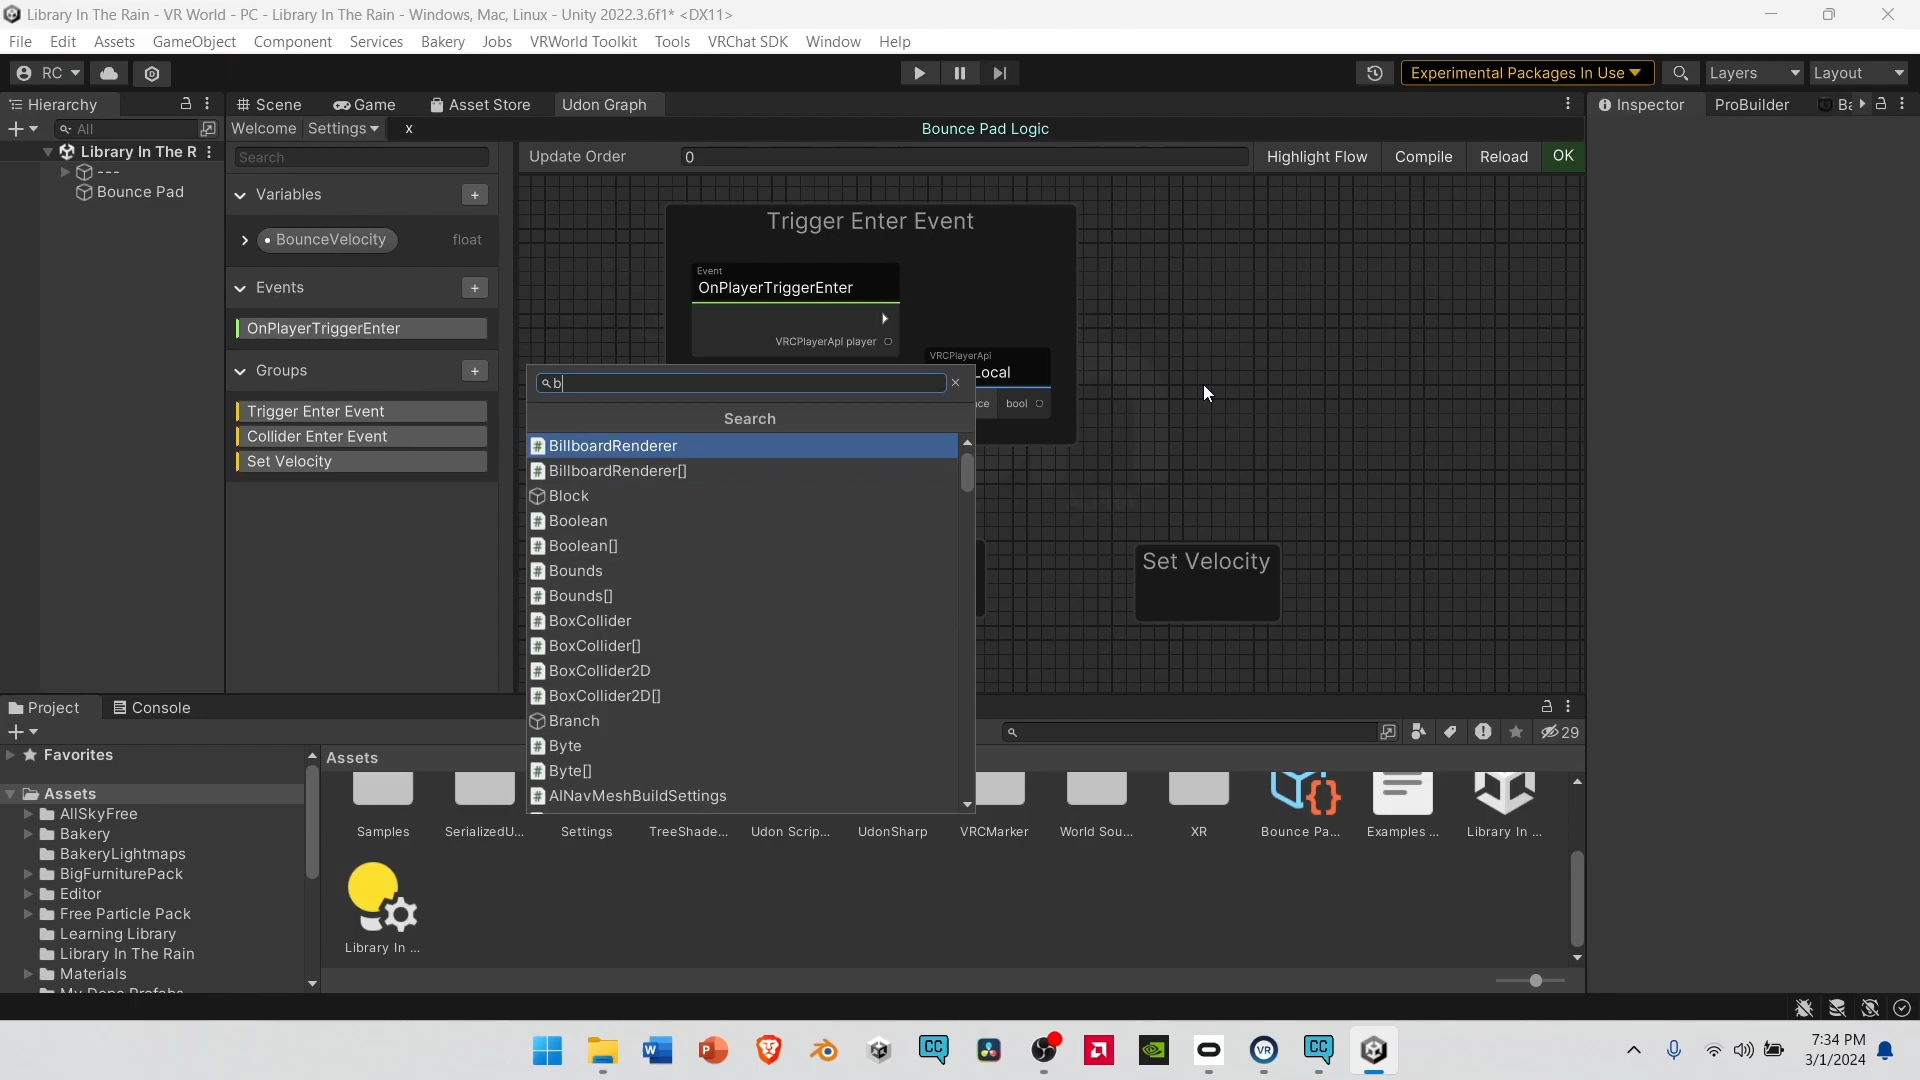 Library In The Rain - VR World - PC - Library In The Rain - Windows, Mac, Linux - Unity 2022.3.6f1* <DX11>
File Edit Assets GameObject Component Services Bakery Jobs VRWorld Toolkit Tools VRChat SDK Window Help
RC Experimental Packages In Use Layers Layout
Hierarchy Scene Game Asset Store Udon Graph Inspector ProBuilder Ba
All Welcome Settings x Bounce Pad Logic
Library In The R
---
Bounce Pad
Search
Update Order 0 Highlight Flow Compile Reload OK
Variables +
BounceVelocity float
Events +
OnPlayerTriggerEnter
Groups +
Trigger Enter Event
Collider Enter Event
Set Velocity
Trigger Enter Event
Event
OnPlayerTriggerEnter
VRCPlayerApi player
VRCPlayerApi
Local
ce bool
Set Velocity
b
Search
BillboardRenderer
BillboardRenderer[]
Block
Boolean
Boolean[]
Bounds
Bounds[]
BoxCollider
BoxCollider[]
BoxCollider2D
BoxCollider2D[]
Branch
Byte
Byte[]
AINavMeshBuildSettings
Project Console
29
Favorites
Assets
AllSkyFree
Bakery
BakeryLightmaps
BigFurniturePack
Editor
Free Particle Pack
Learning Library
Library In The Rain
Materials
Assets
Samples SerializedU... Settings TreeShade... Udon Scrip... UdonSharp VRCMarker World Sou... XR Bounce Pa... Examples ... Library In ...
Library In ...
7:34 PM
3/1/2024